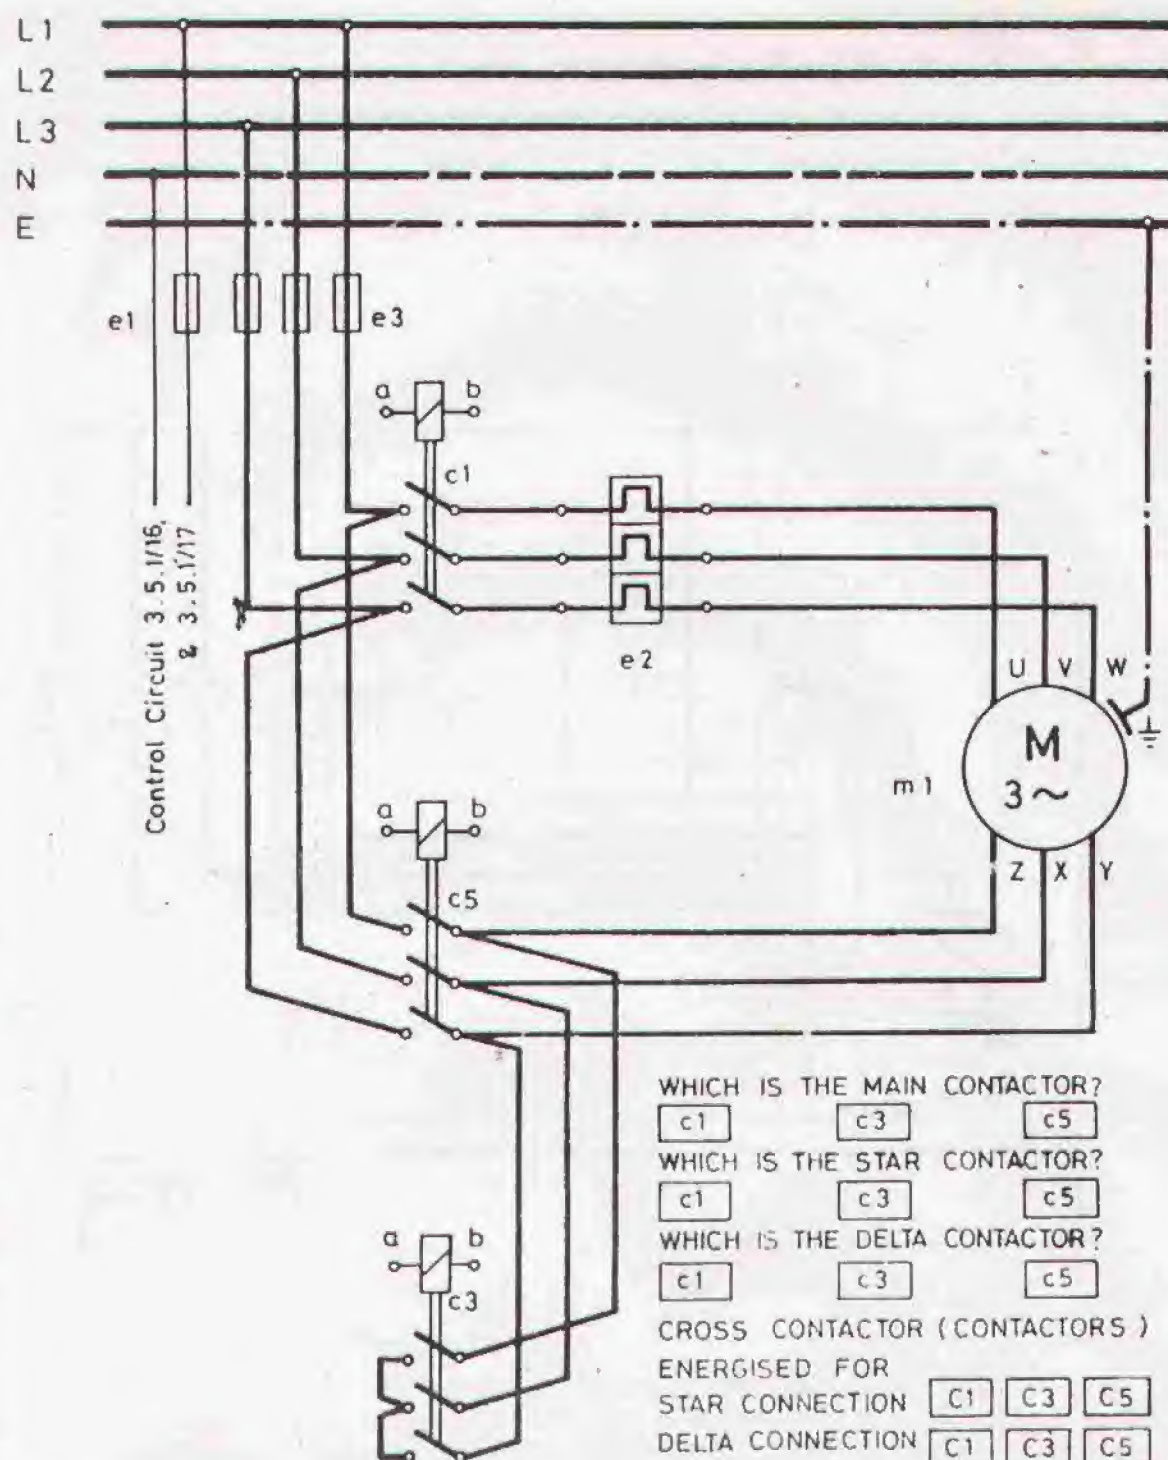 L1
L2
L3
N
E
e1
e3
a b
c1
Control Circuit 3.5.1/16,
& 3.5.1/17
e2
U V W
M
3~
m1
Z X Y
a b
c5
WHICH IS THE MAIN CONTACTOR?
c1 c3 c5
WHICH IS THE STAR CONTACTOR?
c1 c3 c5
WHICH IS THE DELTA CONTACTOR?
c1 c3 c5
a b
c3
CROSS CONTACTOR (CONTACTORS)
ENERGISED FOR
STAR CONNECTION C1 C3 C5
DELTA CONNECTION C1 C3 C5